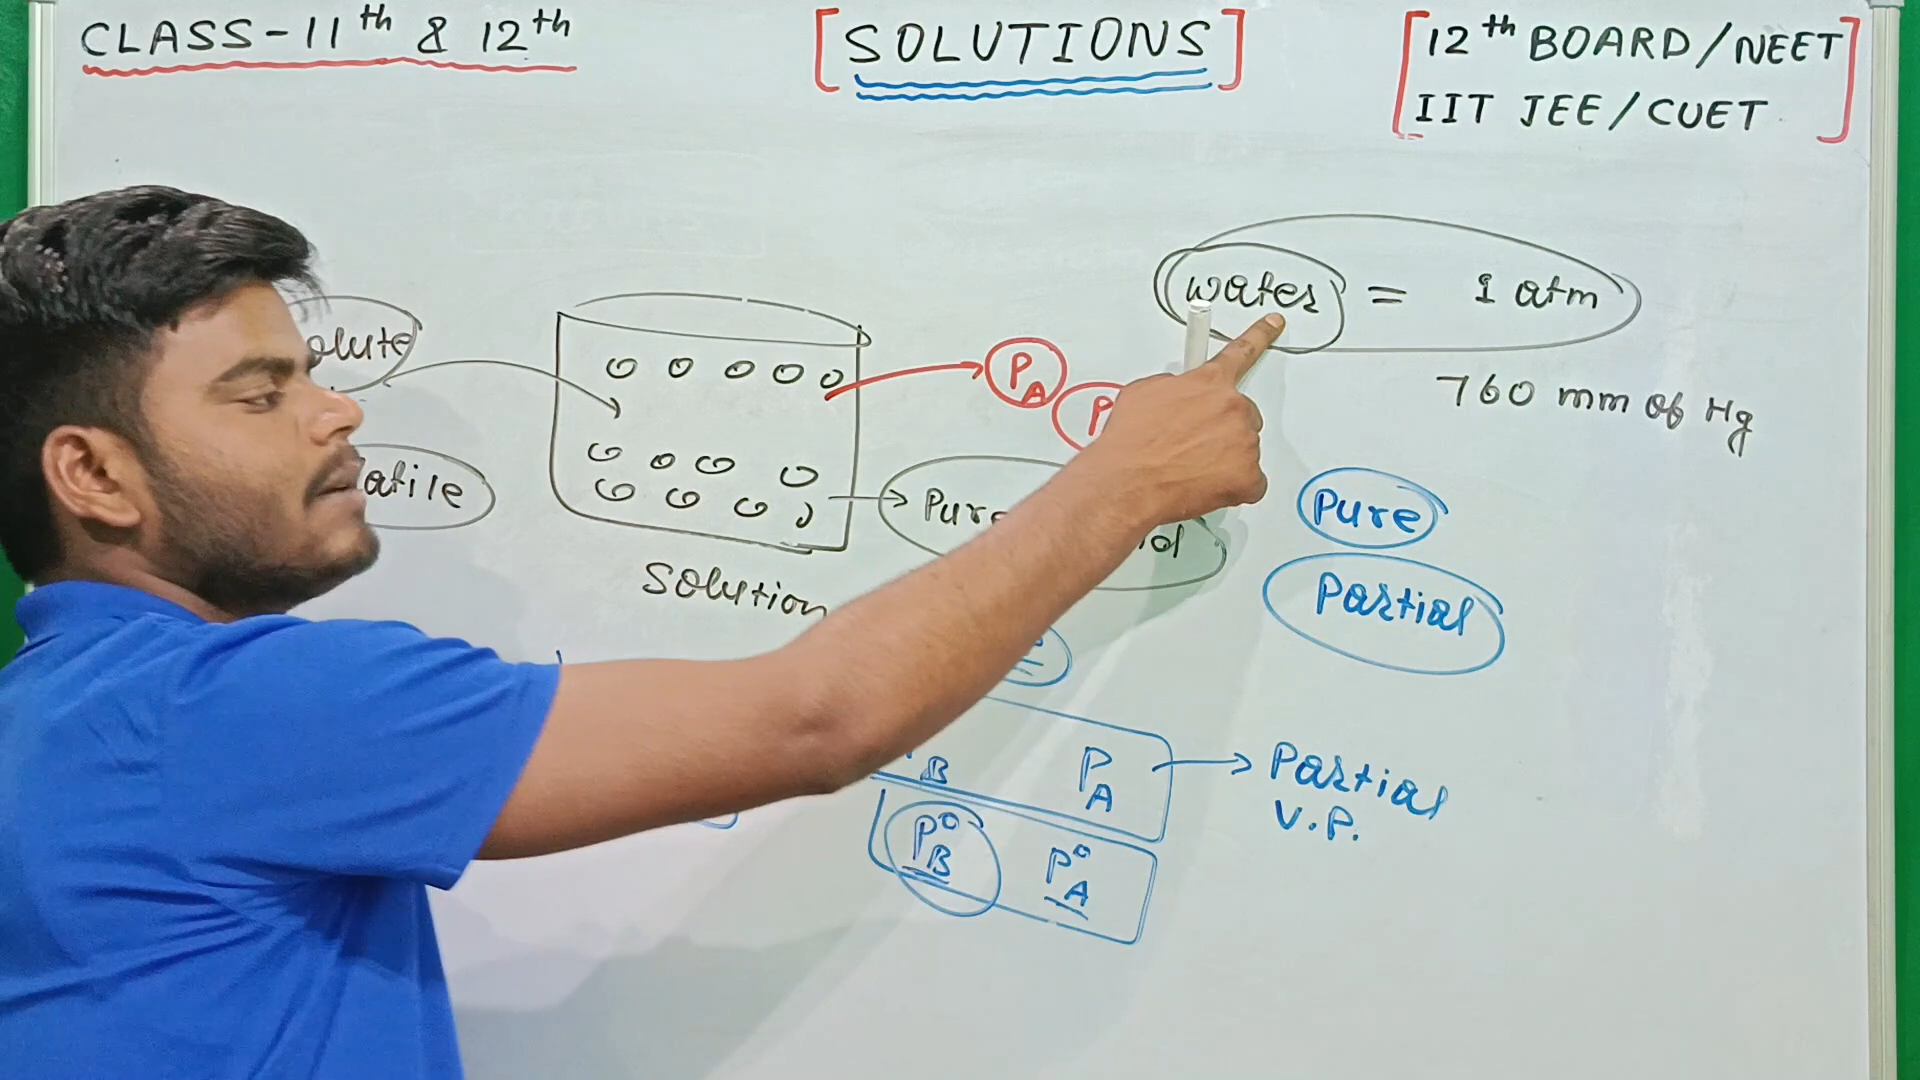 CLASS-11th & 12th
[SOLUTIONS]
[12th BOARD/NEET
IIT JEE/CUET]
water = 1 atm
760 mm of Hg
olute
atile
PA
P
Pure
Solution
Pure
Partial
B PA → Partial
V.P.
P°B P°A